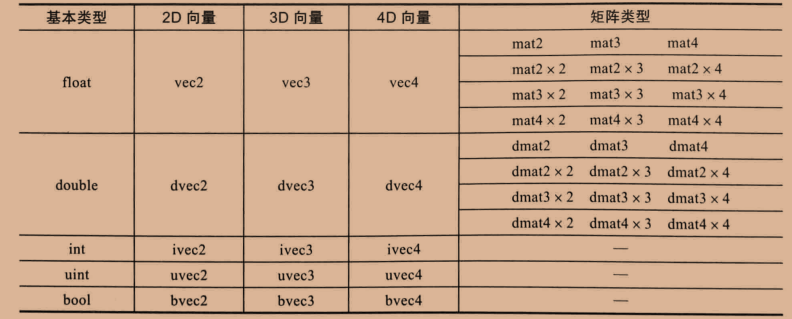 基本类型 2D 向量 3D 向量 4D 向量 矩阵类型
float vec2 vec3 vec4 mat2 mat3 mat4
mat2 × 2 mat2 × 3 mat2 × 4
mat3 × 2 mat3 × 3 mat3 × 4
mat4 × 2 mat4 × 3 mat4 × 4
double dvec2 dvec3 dvec4 dmat2 dmat3 dmat4
dmat2 × 2 dmat2 × 3 dmat2 × 4
dmat3 × 2 dmat3 × 3 dmat3 × 4
dmat4 × 2 dmat4 × 3 dmat4 × 4
int ivec2 ivec3 ivec4 —
uint uvec2 uvec3 uvec4 —
bool bvec2 bvec3 bvec4 —